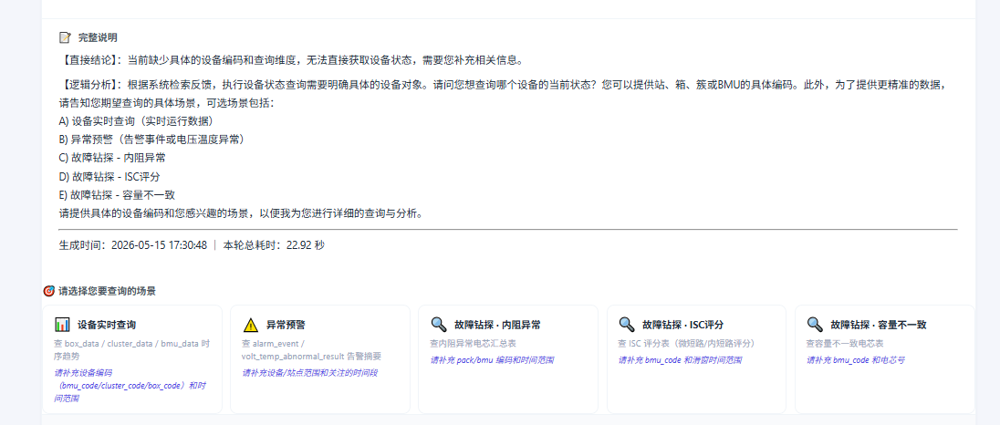 完整说明
【直接结论】：当前缺少具体的设备编码和查询维度，无法直接获取设备状态，需要您补充相关信息。
【逻辑分析】：根据系统检索反馈，执行设备状态查询需要明确具体的设备对象。请问您想查询哪个设备的当前状态？您可以提供站、箱、簇或BMU的具体编码。此外，为了提供更精准的数据，
请告知您期望查询的具体场景，可选场景包括：
A) 设备实时查询（实时运行数据）
B) 异常预警（告警事件或电压温度异常）
C) 故障钻探 - 内阻异常
D) 故障钻探 - ISC评分
E) 故障钻探 - 容量不一致
请提供具体的设备编码和您感兴趣的场景，以便我为您进行详细的查询与分析。
生成时间：2026-05-15 17:30:48 | 本轮总耗时：22.92 秒
请选择您要查询的场景
设备实时查询
查 box_data / cluster_data / bmu_data 时
序趋势
请补充设备编码
（bmu_code/cluster_code/box_code）和时
间范围
异常预警
查 alarm_event /
volt_temp_abnormal_result 告警摘要
请补充设备/站点范围和关注的时间段
故障钻探 · 内阻异常
查内阻异常电芯汇总表
请补充 pack/bmu 编码和时间范围
故障钻探 · ISC评分
查 ISC 评分表（微短路/内短路评分）
请补充 bmu_code 和滑窗时间范围
故障钻探 · 容量不一致
查容量不一致电芯表
请补充 bmu_code 和电芯号